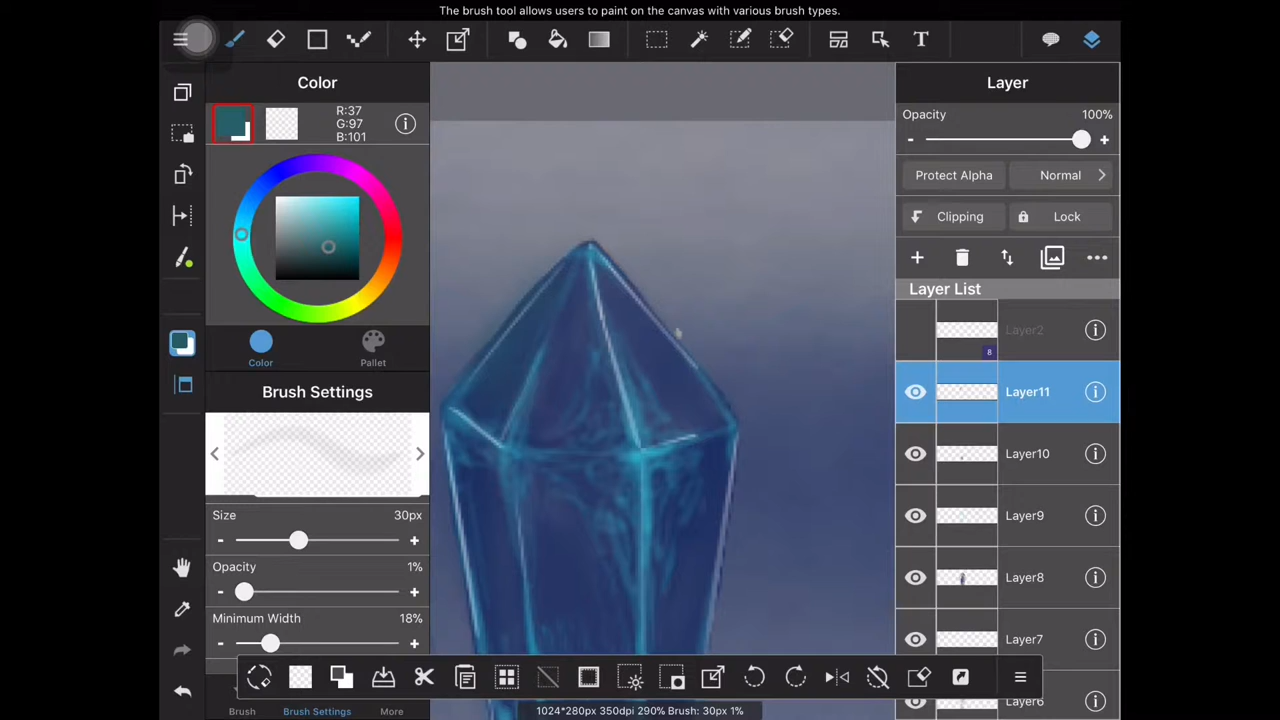 The brush tool allows users to paint on the canvas with various brush types.
T
Color
R:37
G:97
B:101
Color
Pallet
Brush Settings
Size
30px
-
+
Opacity
1%
-
+
Minimum Width
18%
-
+
Brush
Brush Settings
More
Layer
Opacity
100%
-
+
Protect Alpha
Normal
Clipping
Lock
Layer List
Layer2
8
Layer11
Layer10
Layer9
Layer8
Layer7
Layer6
1024*280px 350dpi 290% Brush: 30px 1%